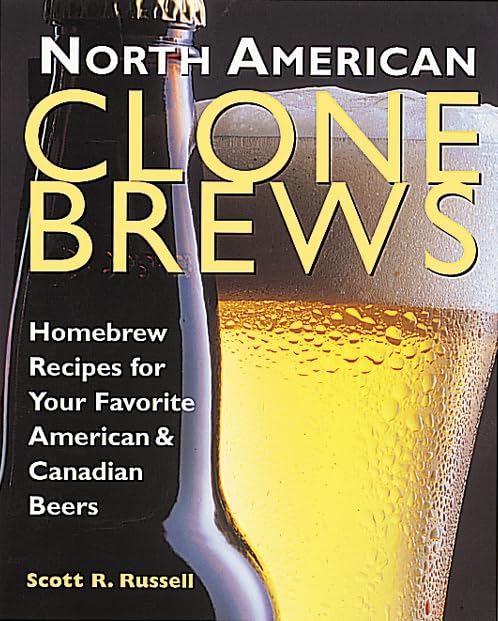 NORTH AMERICAN
CLONE
BREWS
Homebrew
Recipes for
Your Favorite
American &
Canadian
Beers
Scott R. Russell